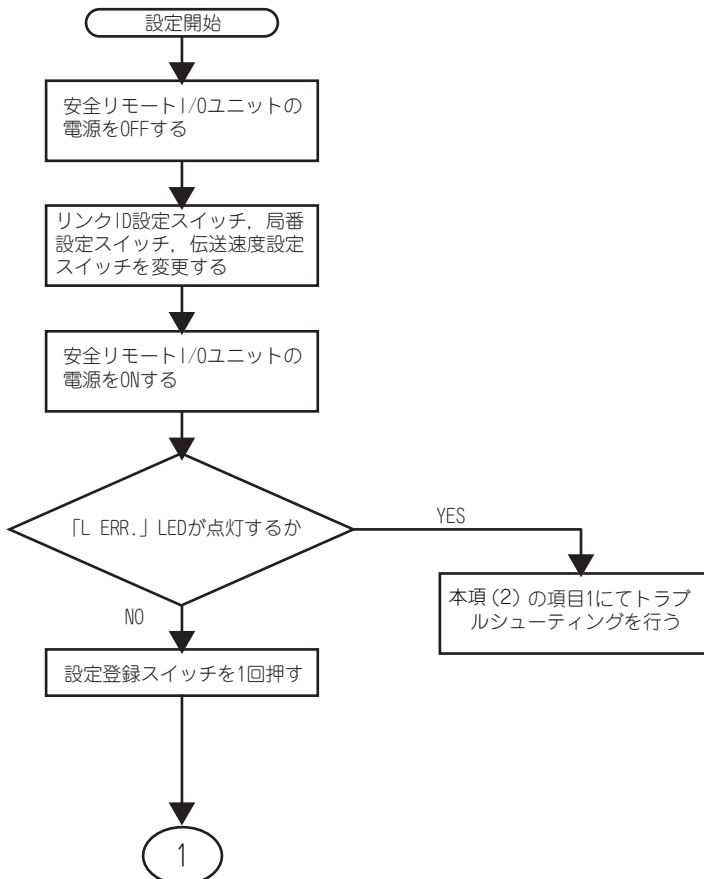 設定開始
安全リモートI/Oユニットの
電源をOFFする
リンクID設定スイッチ，局番
設定スイッチ，伝送速度設定
スイッチを変更する
安全リモートI/Oユニットの
電源をONする
「L ERR.」LEDが点灯するか
YES
本項(2)の項目1にてトラブ
ルシューティングを行う
NO
設定登録スイッチを1回押す
1